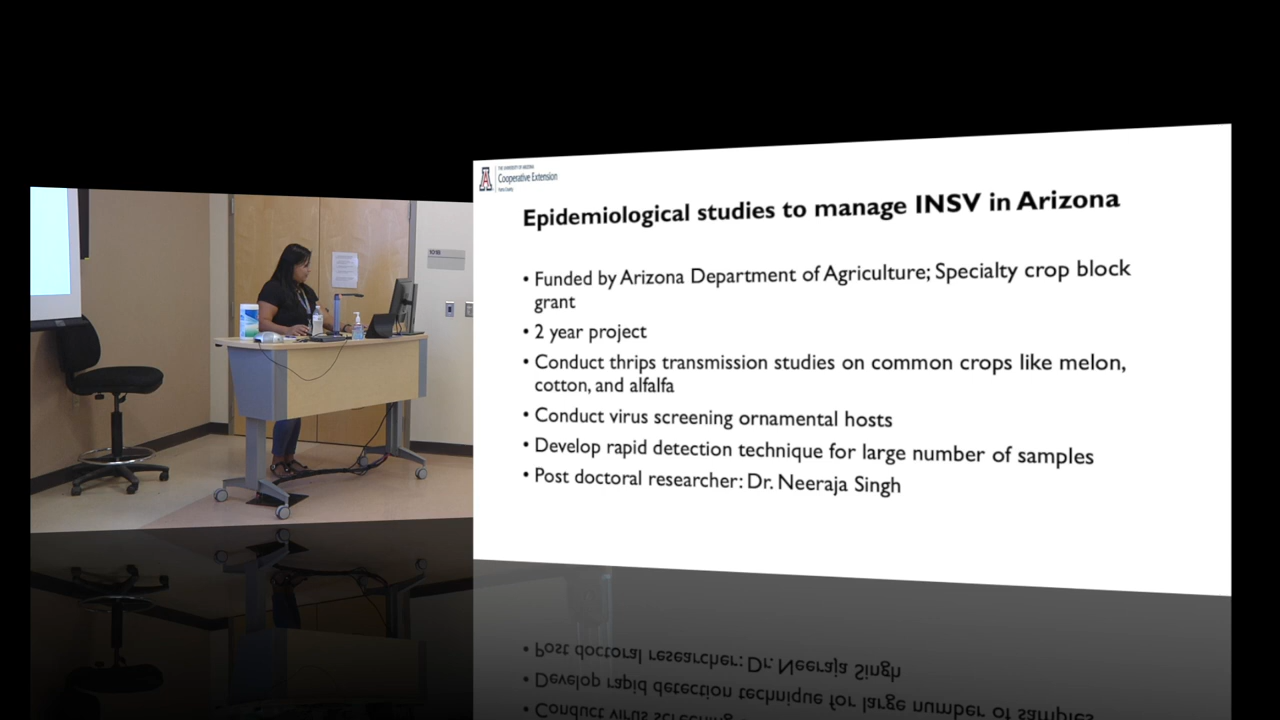 THE UNIVERSITY OF ARIZONA
Cooperative Extension
Epidemiological studies to manage INSV in Arizona
• Funded by Arizona Department of Agriculture; Specialty crop block
grant
• 2 year project
• Conduct thrips transmission studies on common crops like melon,
cotton, and alfalfa
• Conduct virus screening ornamental hosts
• Develop rapid detection technique for large number of samples
• Post doctoral researcher: Dr. Neeraja Singh